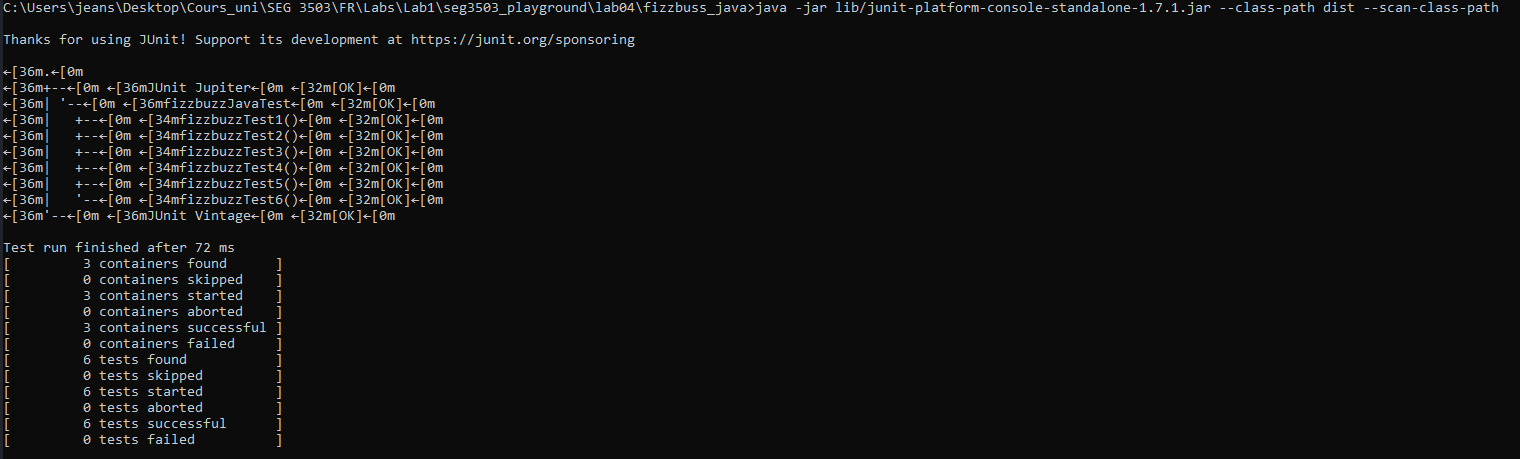 C:\Users\jeans\Desktop\Cours_uni\SEG 3503\FR\Labs\Lab1\seg3503_playground\lab04\fizzbuss_java>java -jar lib/junit-platform-console-standalone-1.7.1.jar --class-path dist --scan-class-path
Thanks for using JUnit! Support its development at https://junit.org/sponsoring
←[36m.←[0m
←[36m+--←[0m ←[36mJUnit Jupiter←[0m ←[32m[OK]←[0m
←[36m| '--←[0m ←[36mfizzbuzzJavaTest←[0m ←[32m[OK]←[0m
←[36m|   +--←[0m ←[34mfizzbuzzTest1()←[0m ←[32m[OK]←[0m
←[36m|   +--←[0m ←[34mfizzbuzzTest2()←[0m ←[32m[OK]←[0m
←[36m|   +--←[0m ←[34mfizzbuzzTest3()←[0m ←[32m[OK]←[0m
←[36m|   +--←[0m ←[34mfizzbuzzTest4()←[0m ←[32m[OK]←[0m
←[36m|   +--←[0m ←[34mfizzbuzzTest5()←[0m ←[32m[OK]←[0m
←[36m|   '--←[0m ←[34mfizzbuzzTest6()←[0m ←[32m[OK]←[0m
←[36m'--←[0m ←[36mJUnit Vintage←[0m ←[32m[OK]←[0m
Test run finished after 72 ms
[         3 containers found      ]
[         0 containers skipped    ]
[         3 containers started    ]
[         0 containers aborted    ]
[         3 containers successful ]
[         0 containers failed     ]
[         6 tests found           ]
[         0 tests skipped         ]
[         6 tests started         ]
[         0 tests aborted         ]
[         6 tests successful      ]
[         0 tests failed          ]